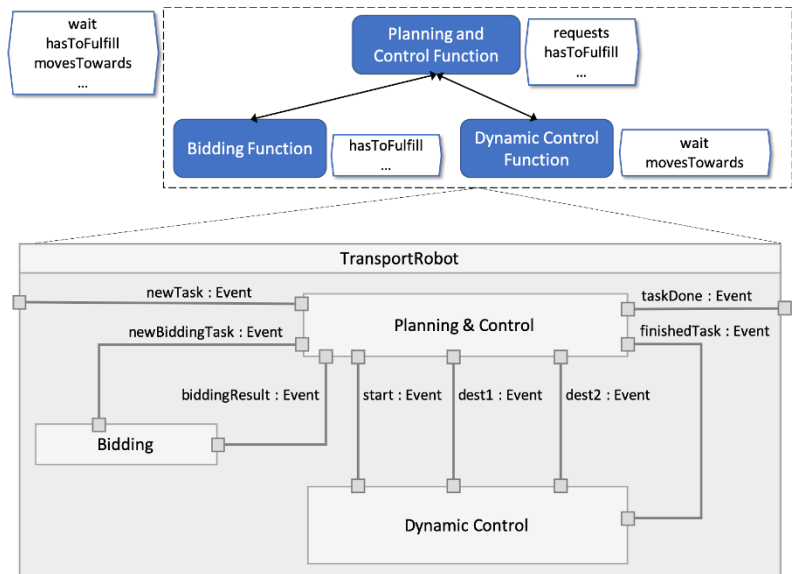 wait
hasToFulfill
movesTowards
...
Planning and
Control Function
requests
hasToFulfill
...
Bidding Function
hasToFulfill
...
Dynamic Control
Function
wait
movesTowards
TransportRobot
newTask : Event
taskDone : Event
Planning & Control
newBiddingTask : Event
finishedTask : Event
biddingResult : Event
start : Event
dest1 : Event
dest2 : Event
Bidding
Dynamic Control